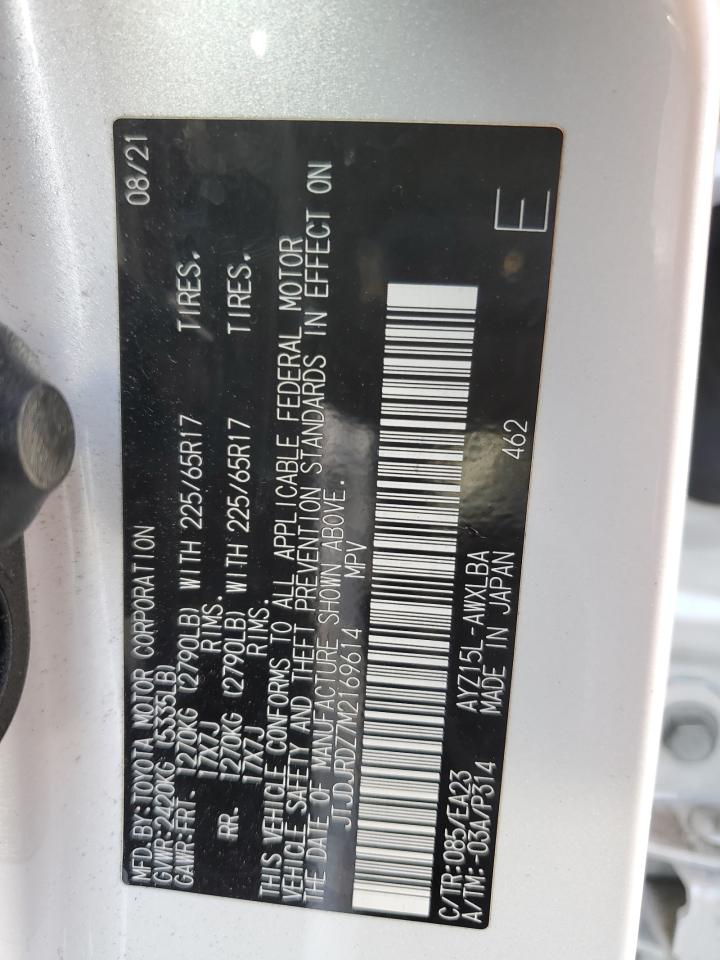 MFD. BY:TOYOTA MOTOR CORPORATION 08/21
GVWR:2420KG (5335LB)
GAWR:FRT 1270KG (2790LB) WITH 225/65R17 TIRES.
17X7J RIMS.
RR. 1270KG (2790LB) WITH 225/65R17 TIRES.
17X7J RIMS.
THIS VEHICLE CONFORMS TO ALL APPLICABLE FEDERAL MOTOR
VEHICLE SAFETY AND THEFT PREVENTION STANDARDS IN EFFECT ON
THE DATE OF MANUFACTURE SHOWN ABOVE.
JTJDJRDZ7M2169614 MPV
C/TR:085/EA23 AYZ15L-AWXLBA 462
A/TM:-03A/P314 MADE IN JAPAN
E